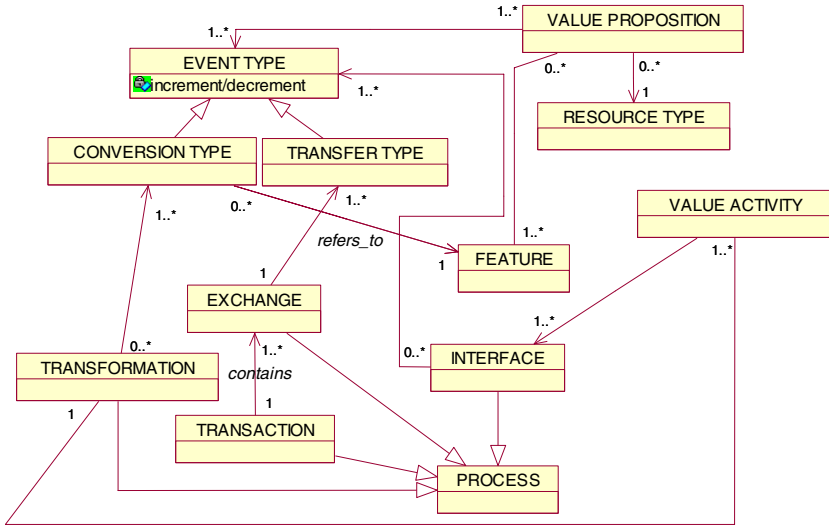 1..*
VALUE PROPOSITION
1..*
EVENT TYPE
increment/decrement
1..*
0..*
0..*
1
RESOURCE TYPE
CONVERSION TYPE
TRANSFER TYPE
0..*
1..*
1..*
VALUE ACTIVITY
1..*
refers_to
1..*
1
FEATURE
1
EXCHANGE
1..*
1..*
0..*
contains
0..*
INTERFACE
TRANSFORMATION
1
1
TRANSACTION
PROCESS